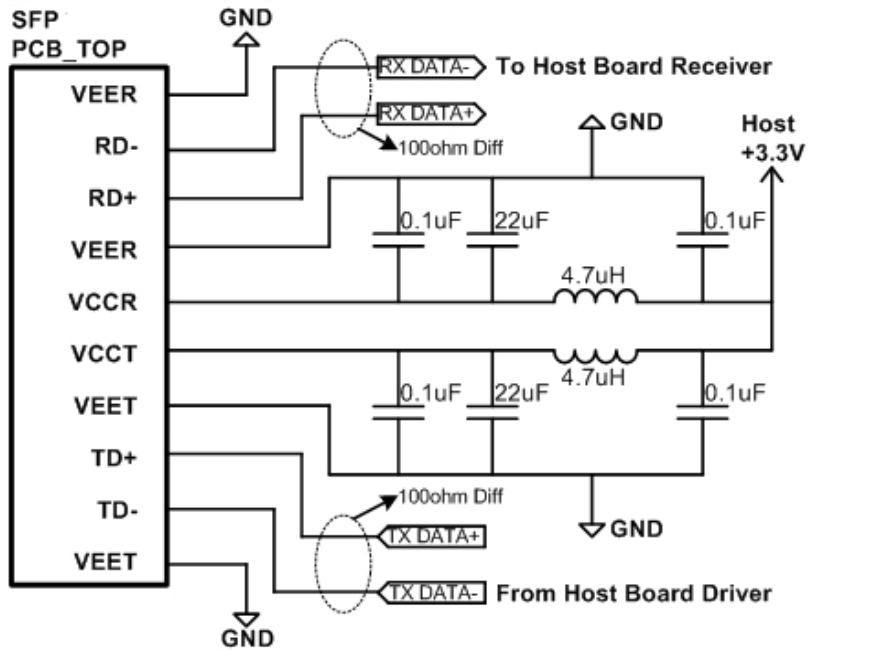 SFP
PCB_TOP
GND
VEER
RD-
RD+
VEER
VCCR
VCCT
VEET
TD+
TD-
VEET
RX DATA-
To Host Board Receiver
RX DATA+
100ohm Diff
GND
Host
+3.3V
0.1uF
22uF
0.1uF
4.7uH
4.7uH
0.1uF
22uF
0.1uF
100ohm Diff
GND
TX DATA+
TX DATA-
From Host Board Driver
GND